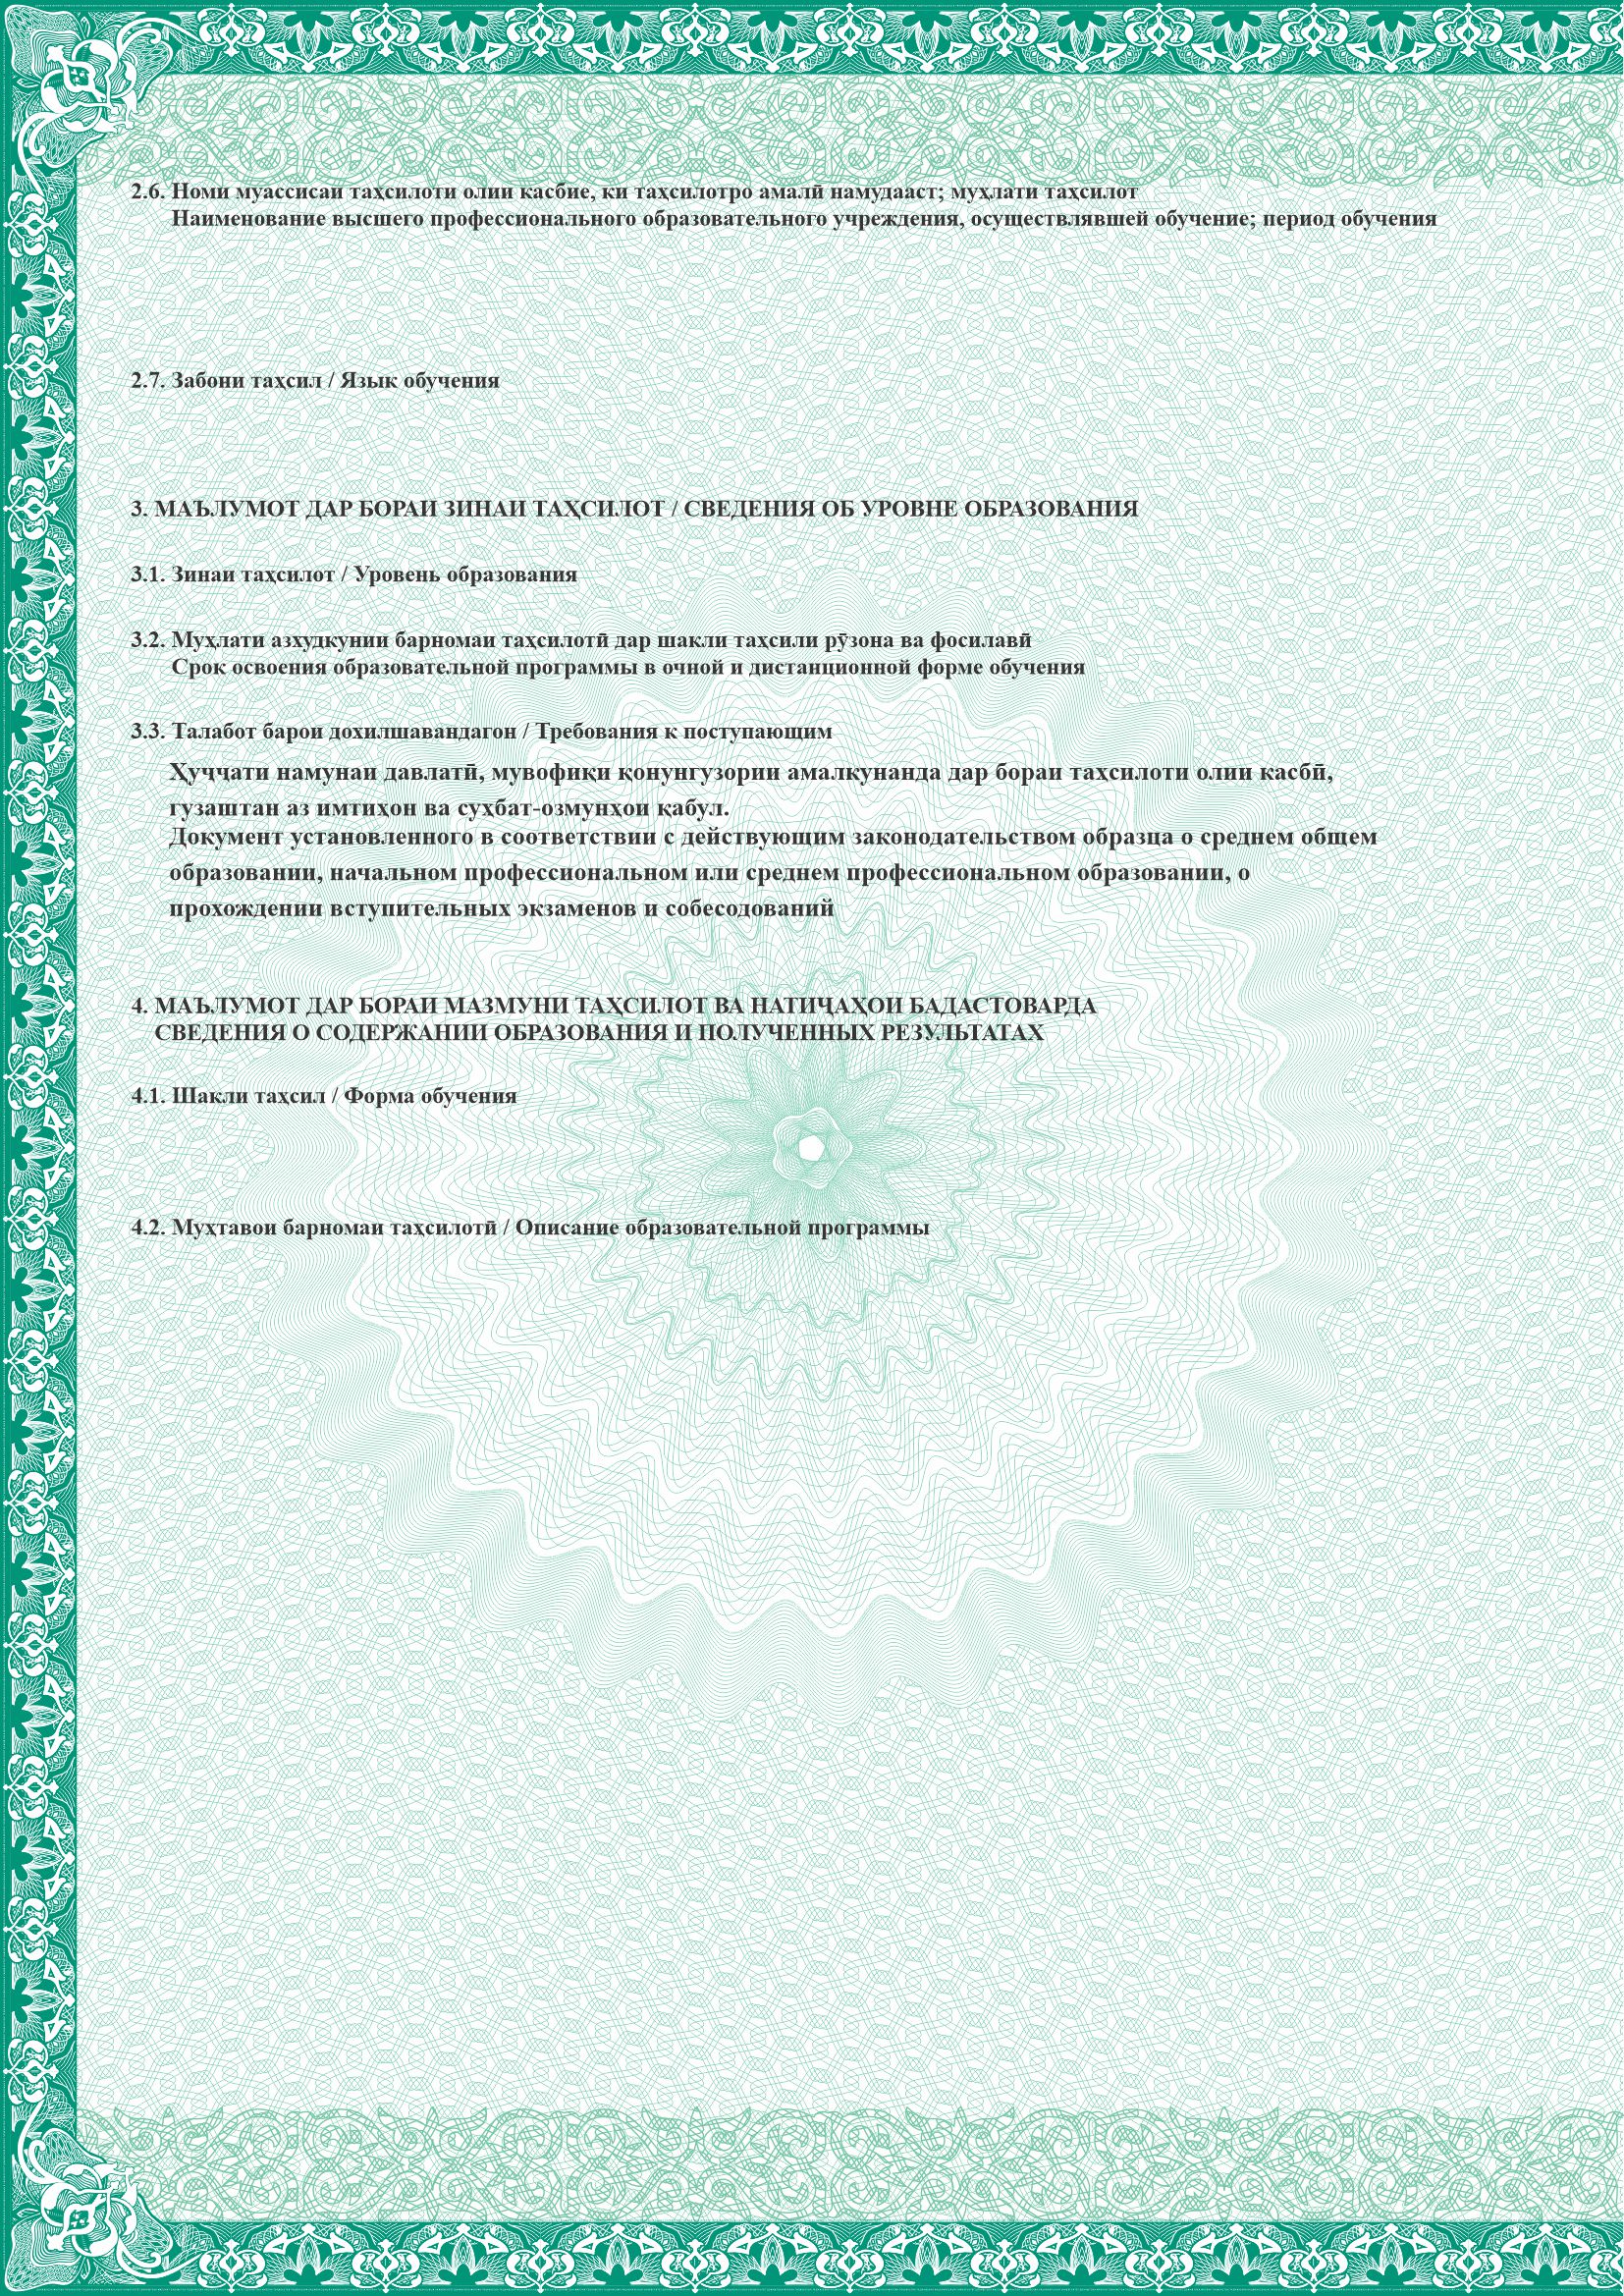 2.6. Номи муассисаи таҳсилоти олии касбие, ки таҳсилотро амалӣ намудааст; муҳлати таҳсилот
Наименование высшего профессионального образовательного учреждения, осуществлявшей обучение; период обучения
2.7. Забони таҳсил / Язык обучения
3. МАЪЛУМОТ ДАР БОРАИ ЗИНАИ ТАҲСИЛОТ / СВЕДЕНИЯ ОБ УРОВНЕ ОБРАЗОВАНИЯ
3.1. Зинаи таҳсилот / Уровень образования
3.2. Муҳлати азхудкунии барномаи таҳсилотӣ дар шакли таҳсили рӯзона ва фосилавӣ
Срок освоения образовательной программы в очной и дистанционной форме обучения
3.3. Талабот барои дохилшавандагон / Требования к поступающим
Ҳуҷҷати намунаи давлатӣ, мувофиқи қонунгузории амалкунанда дар бораи таҳсилоти олии касбӣ,
гузаштан аз имтиҳон ва суҳбат-озмунҳои қабул.
Документ установленного в соответствии с действующим законодательством образца о среднем общем
образовании, начальном профессиональном или среднем профессиональном образовании, о
прохождении вступительных экзаменов и собесодований
4. МАЪЛУМОТ ДАР БОРАИ МАЗМУНИ ТАҲСИЛОТ ВА НАТИҶАҲОИ БАДАСТОВАРДА
СВЕДЕНИЯ О СОДЕРЖАНИИ ОБРАЗОВАНИЯ И ПОЛУЧЕННЫХ РЕЗУЛЬТАТАХ
4.1. Шакли таҳсил / Форма обучения
4.2. Муҳтавои барномаи таҳсилотӣ / Описание образовательной программы